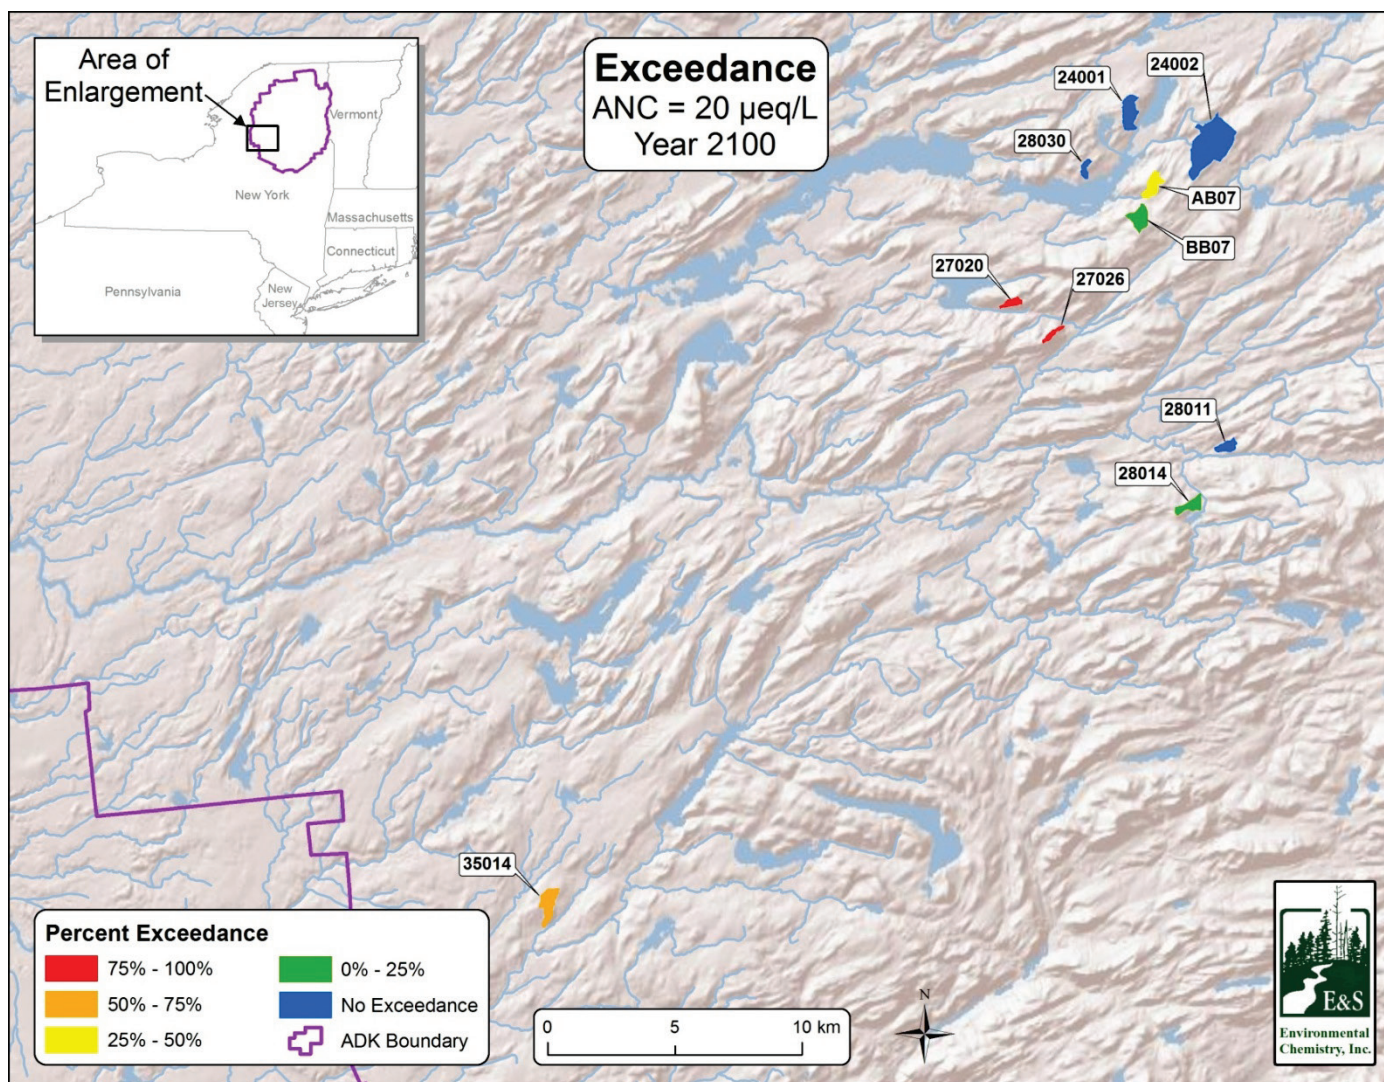 Area of
Enlargement
Vermont
New York
Massachusetts
Connecticut
Pennsylvania
New
Jersey
Exceedance
ANC = 20 µeq/L
Year 2100
24001
24002
28030
AB07
BB07
27020
27026
28011
28014
35014
Percent Exceedance
75% - 100%
50% - 75%
25% - 50%
0% - 25%
No Exceedance
ADK Boundary
0 5 10 km
N
E&S
Environmental
Chemistry, Inc.